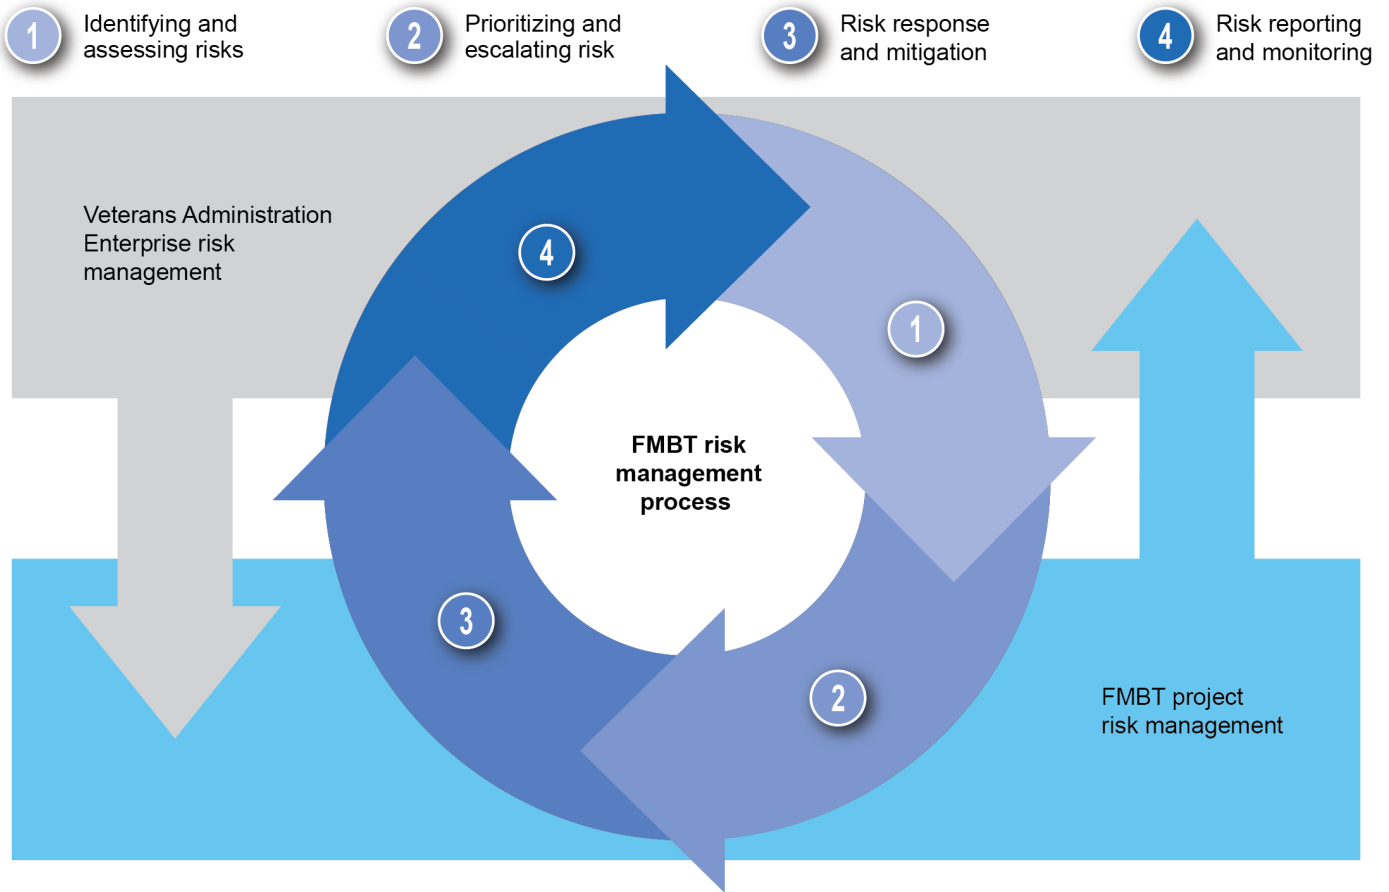 1
Identifying and
assessing risks
2
Prioritizing and
escalating risk
3
Risk response
and mitigation
4
Risk reporting
and monitoring
Veterans Administration
Enterprise risk
management
4
1
FMBT risk
management
process
3
2
FMBT project
risk management